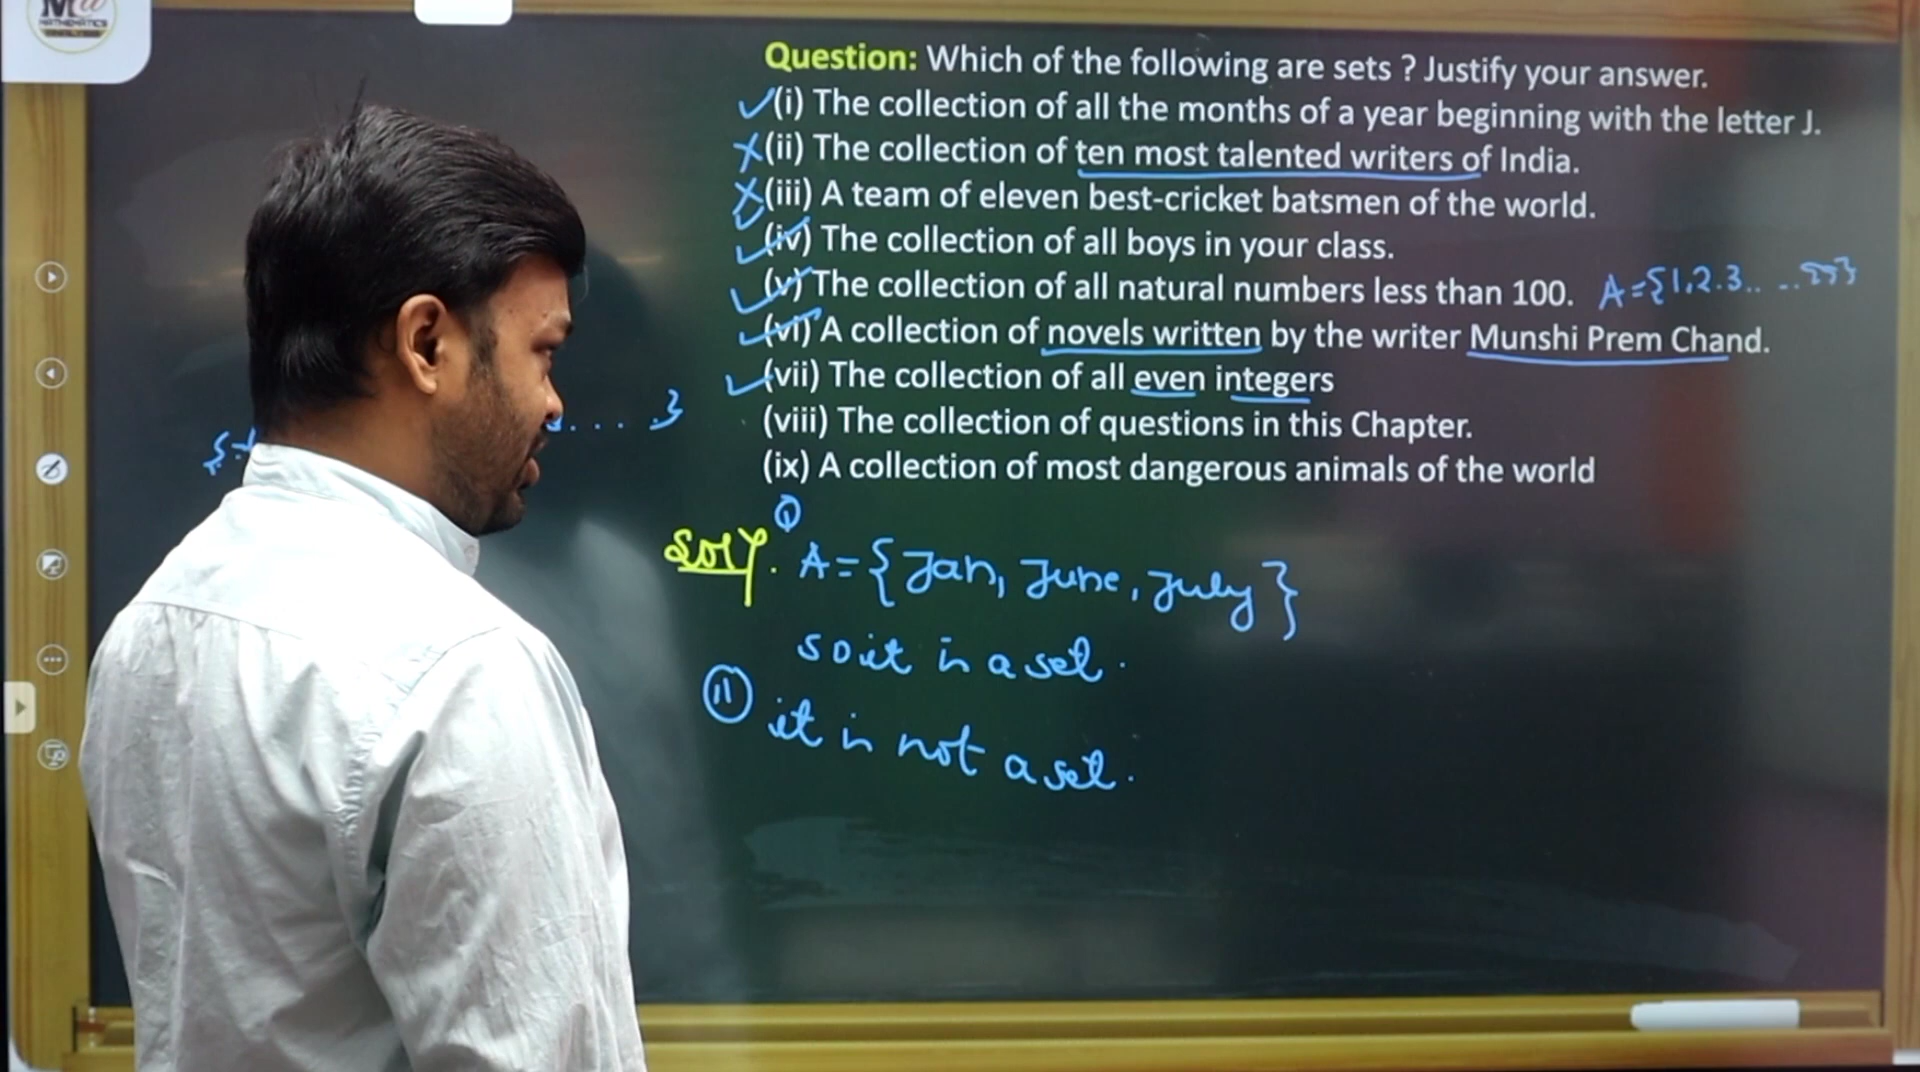 MATHEMATICS
ANALYSIS
Question: Which of the following are sets ? Justify your answer.
(i) The collection of all the months of a year beginning with the letter J.
(ii) The collection of ten most talented writers of India.
(iii) A team of eleven best-cricket batsmen of the world.
(iv) The collection of all boys in your class.
(v) The collection of all natural numbers less than 100. A={1,2.3.. ...99}
(vi) A collection of novels written by the writer Munshi Prem Chand.
(vii) The collection of all even integers
(viii) The collection of questions in this Chapter.
(ix) A collection of most dangerous animals of the world
(i)
Soln. A={Jan, June, July}
so it is a set.
(ii) it is not a set.